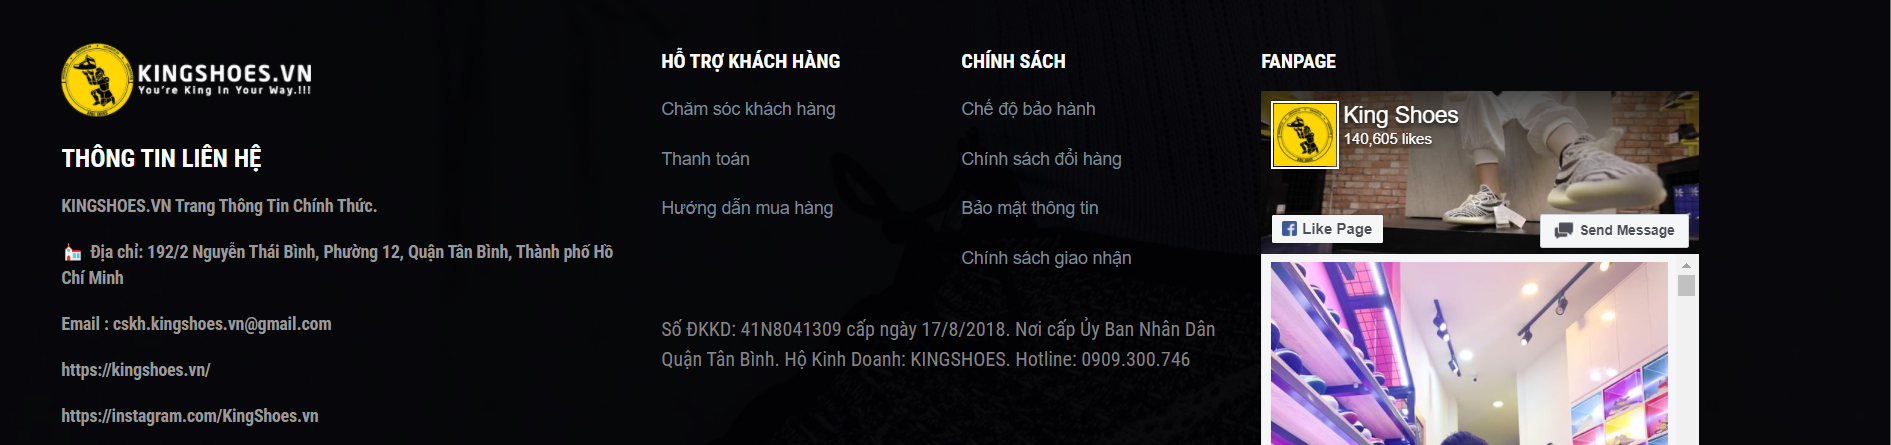 KINGSHOES.VN
You're King In Your Way.!!!
THÔNG TIN LIÊN HỆ
KINGSHOES.VN Trang Thông Tin Chính Thức.
Địa chỉ: 192/2 Nguyễn Thái Bình, Phường 12, Quận Tân Bình, Thành phố Hồ
Chí Minh
Email : cskh.kingshoes.vn@gmail.com
https://kingshoes.vn/
https://instagram.com/KingShoes.vn
HỖ TRỢ KHÁCH HÀNG
Chăm sóc khách hàng
Thanh toán
Hướng dẫn mua hàng
CHÍNH SÁCH
Chế độ bảo hành
Chính sách đổi hàng
Bảo mật thông tin
Chính sách giao nhận
Số ĐKKD: 41N8041309 cấp ngày 17/8/2018. Nơi cấp Ủy Ban Nhân Dân
Quận Tân Bình. Hộ Kinh Doanh: KINGSHOES. Hotline: 0909.300.746
FANPAGE
King Shoes
140,605 likes
Like Page
Send Message